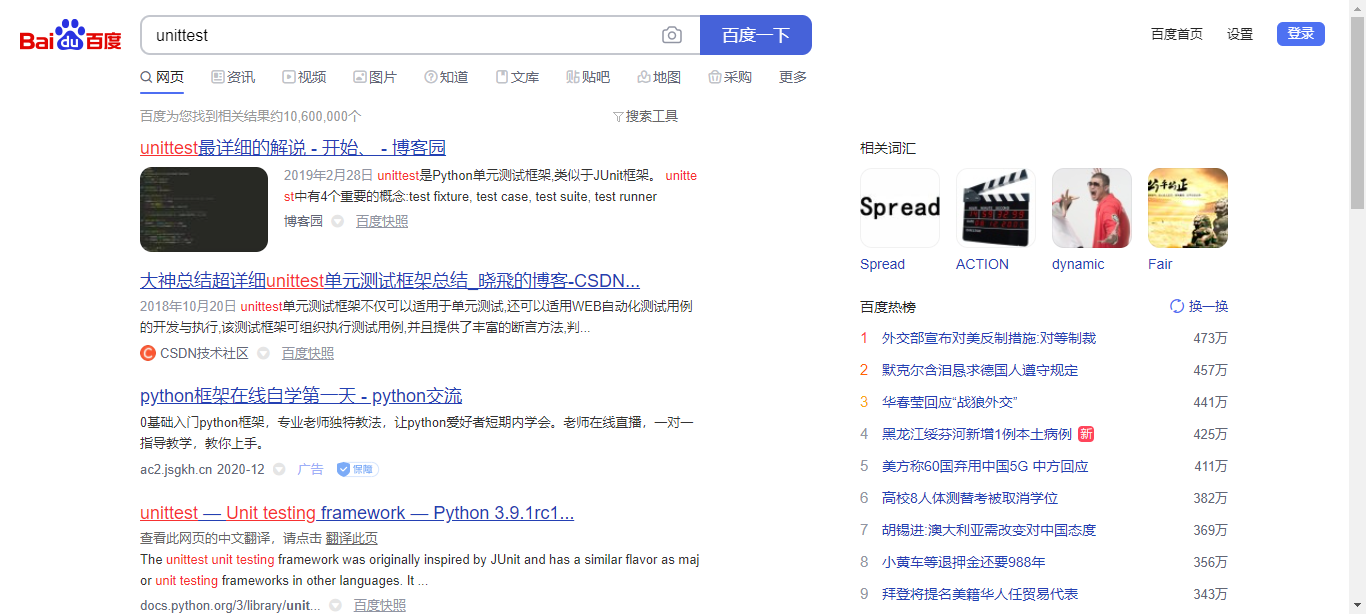 Bai du 百度
unittest
百度一下
百度首页 设置 登录
网页 资讯 视频 图片 知道 文库 贴吧 地图 采购 更多
百度为您找到相关结果约10,600,000个
搜索工具
unittest最详细的解说 - 开始、 - 博客园
2019年2月28日 unittest是Python单元测试框架,类似于JUnit框架。 unitte
st中有4个重要的概念:test fixture, test case, test suite, test runner
博客园 百度快照
大神总结超详细unittest单元测试框架总结_晓飛的博客-CSDN...
2018年10月20日 unittest单元测试框架不仅可以适用于单元测试,还可以适用WEB自动化测试用例
的开发与执行,该测试框架可组织执行测试用例,并且提供了丰富的断言方法,判...
CSDN技术社区 百度快照
python框架在线自学第一天 - python交流
0基础入门python框架，专业老师独特教法，让python爱好者短期内学会。老师在线直播，一对一
指导教学，教你上手。
ac2.jsgkh.cn 2020-12 广告 保障
unittest — Unit testing framework — Python 3.9.1rc1...
查看此网页的中文翻译，请点击 翻译此页
The unittest unit testing framework was originally inspired by JUnit and has a similar flavor as maj
or unit testing frameworks in other languages. It ...
docs.python.org/3/library/unit... 百度快照
相关词汇
Spread
Spread ACTION dynamic Fair
百度热榜 换一换
1 外交部宣布对美反制措施:对等制裁 473万
2 默克尔含泪恳求德国人遵守规定 457万
3 华春莹回应“战狼外交” 441万
4 黑龙江绥芬河新增1例本土病例 新 425万
5 美方称60国弃用中国5G 中方回应 411万
6 高校8人体测替考被取消学位 382万
7 胡锡进:澳大利亚需改变对中国态度 369万
8 小黄车等退押金还要988年 356万
9 拜登将提名美籍华人任贸易代表 343万